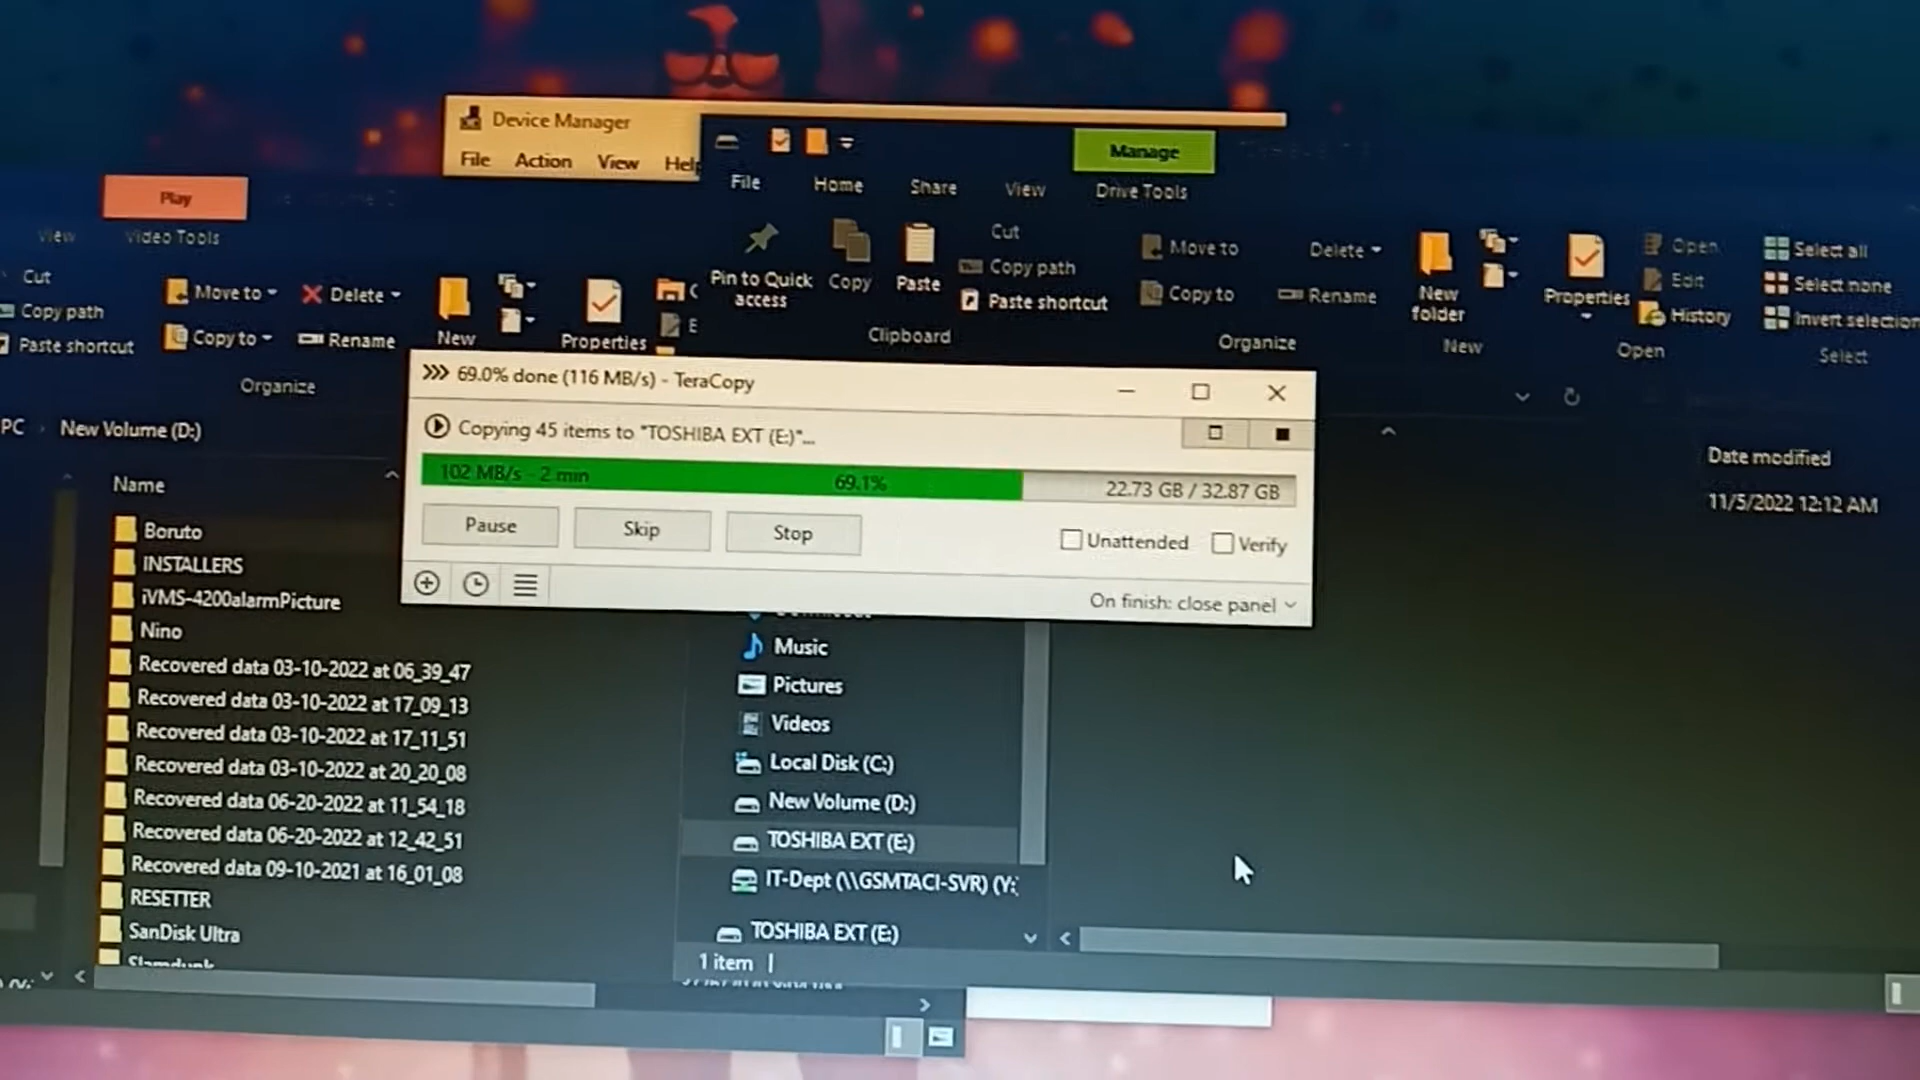 Device Manager
File Action View Help
Manage
File Home Share View Drive Tools
Play
View Video Tools
Cut
Copy path
Paste shortcut
Move to
Copy to
Delete
Rename
Organize
New
Properties
Pin to Quick access
Copy
Paste
Cut
Copy path
Paste shortcut
Clipboard
Move to
Copy to
Delete
Rename
Organize
New folder
New
Properties
Open
Edit
History
Open
Select all
Select none
Invert selection
Select
69.0% done (116 MB/s) - TeraCopy
Copying 45 items to "TOSHIBA EXT (E:)"...
102 MB/s - 2 min 69.1% 22.73 GB / 32.87 GB
Pause Skip Stop
Unattended Verify
On finish: close panel
PC New Volume (D:)
Name
Boruto
INSTALLERS
iVMS-4200alarmPicture
Nino
Recovered data 03-10-2022 at 06_39_47
Recovered data 03-10-2022 at 17_09_13
Recovered data 03-10-2022 at 17_11_51
Recovered data 03-10-2022 at 20_20_08
Recovered data 06-20-2022 at 11_54_18
Recovered data 06-20-2022 at 12_42_51
Recovered data 09-10-2021 at 16_01_08
RESETTER
SanDisk Ultra
Slamdunk
Music
Pictures
Videos
Local Disk (C:)
New Volume (D:)
TOSHIBA EXT (E:)
IT-Dept (\\GSMTACI-SVR) (Y:
TOSHIBA EXT (E:)
1 item
Date modified
11/5/2022 12:12 AM